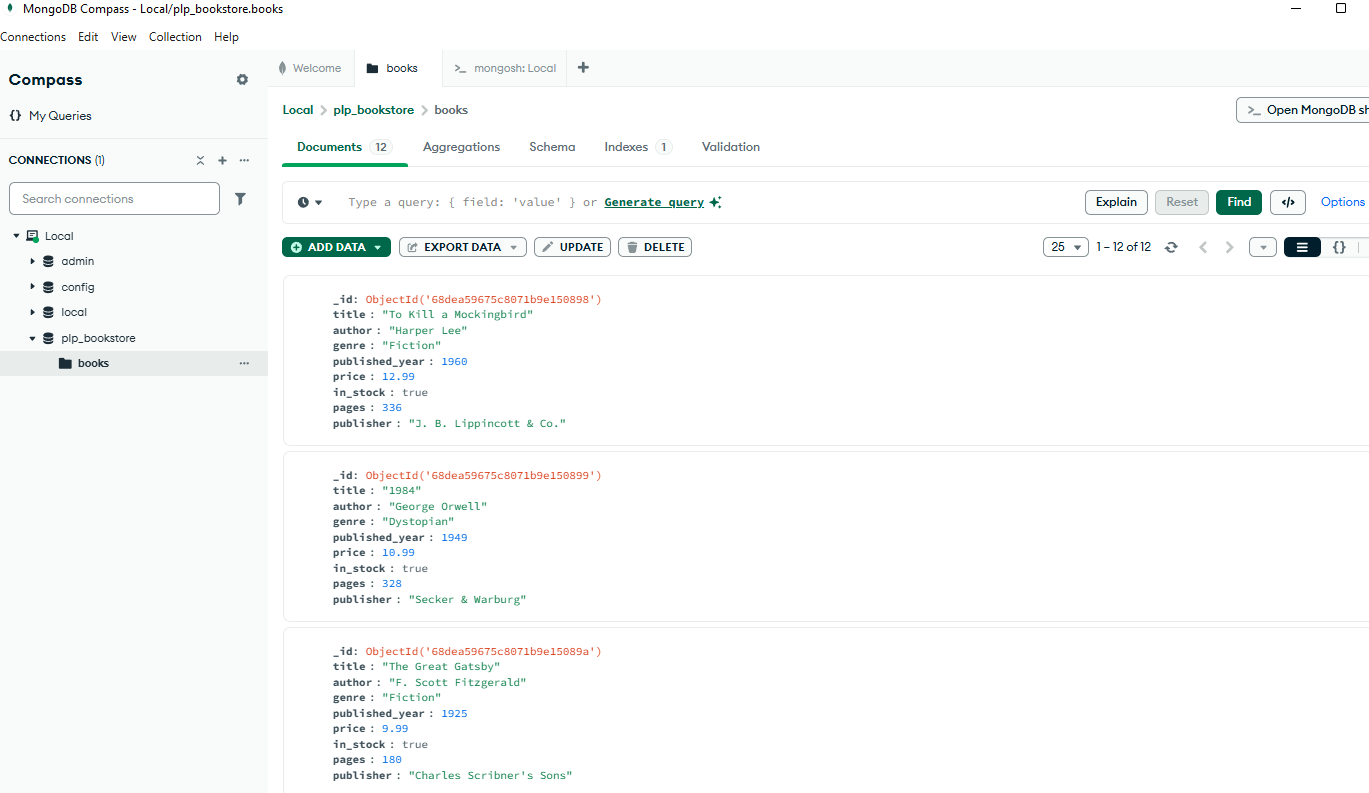 MongoDB Compass - Local/plp_bookstore.books
Connections Edit View Collection Help
Compass
My Queries
CONNECTIONS (1)
Search connections
Local
admin
config
local
plp_bookstore
books
Welcome books >_ mongosh: Local
Local > plp_bookstore > books
>_ Open MongoDB sh
Documents 12 Aggregations Schema Indexes 1 Validation
Type a query: { field: 'value' } or Generate query
Explain Reset Find </> Options
ADD DATA EXPORT DATA UPDATE DELETE
25 1 – 12 of 12 {}
_id: ObjectId('68dea59675c8071b9e150898')
title : "To Kill a Mockingbird"
author : "Harper Lee"
genre : "Fiction"
published_year : 1960
price : 12.99
in_stock : true
pages : 336
publisher : "J. B. Lippincott & Co."
_id: ObjectId('68dea59675c8071b9e150899')
title : "1984"
author : "George Orwell"
genre : "Dystopian"
published_year : 1949
price : 10.99
in_stock : true
pages : 328
publisher : "Secker & Warburg"
_id: ObjectId('68dea59675c8071b9e15089a')
title : "The Great Gatsby"
author : "F. Scott Fitzgerald"
genre : "Fiction"
published_year : 1925
price : 9.99
in_stock : true
pages : 180
publisher : "Charles Scribner's Sons"